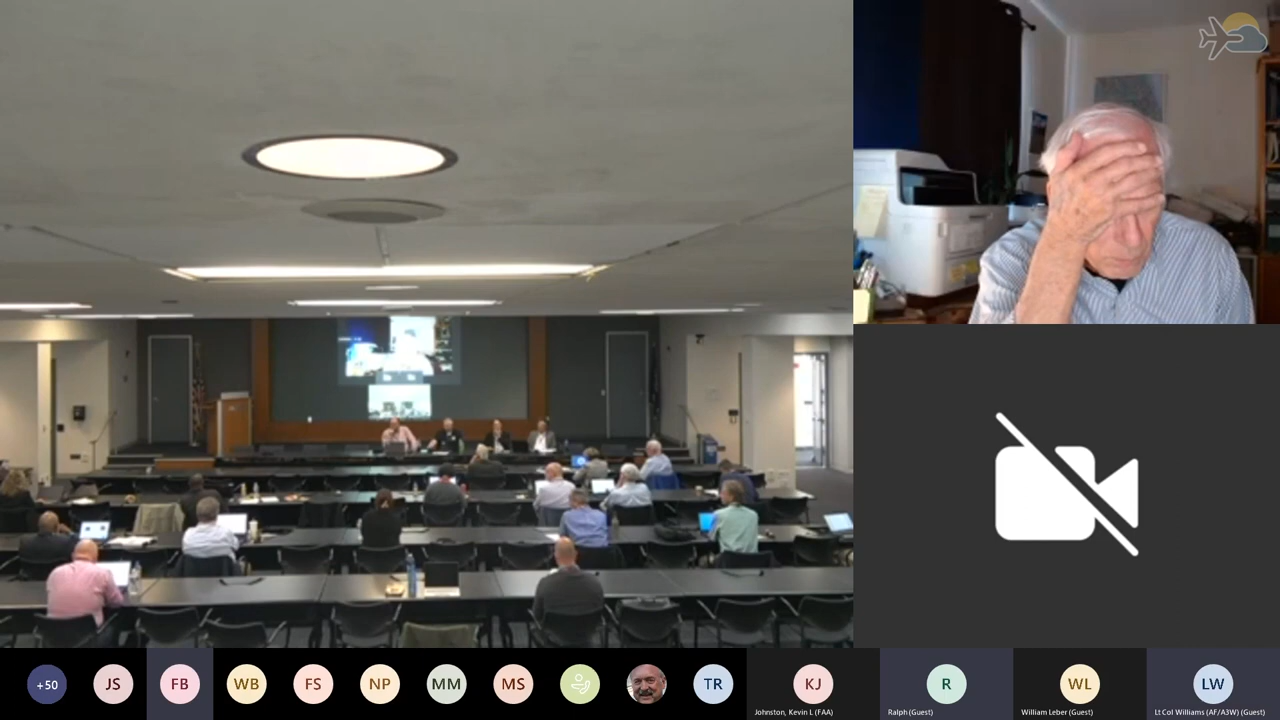 +50
JS
FB
WB
FS
NP
MM
MS
TR
KJ
Johnston, Kevin L (FAA)
R
Ralph (Guest)
WL
William Leber (Guest)
LW
Lt Col Williams (AF/A3W) (Guest)